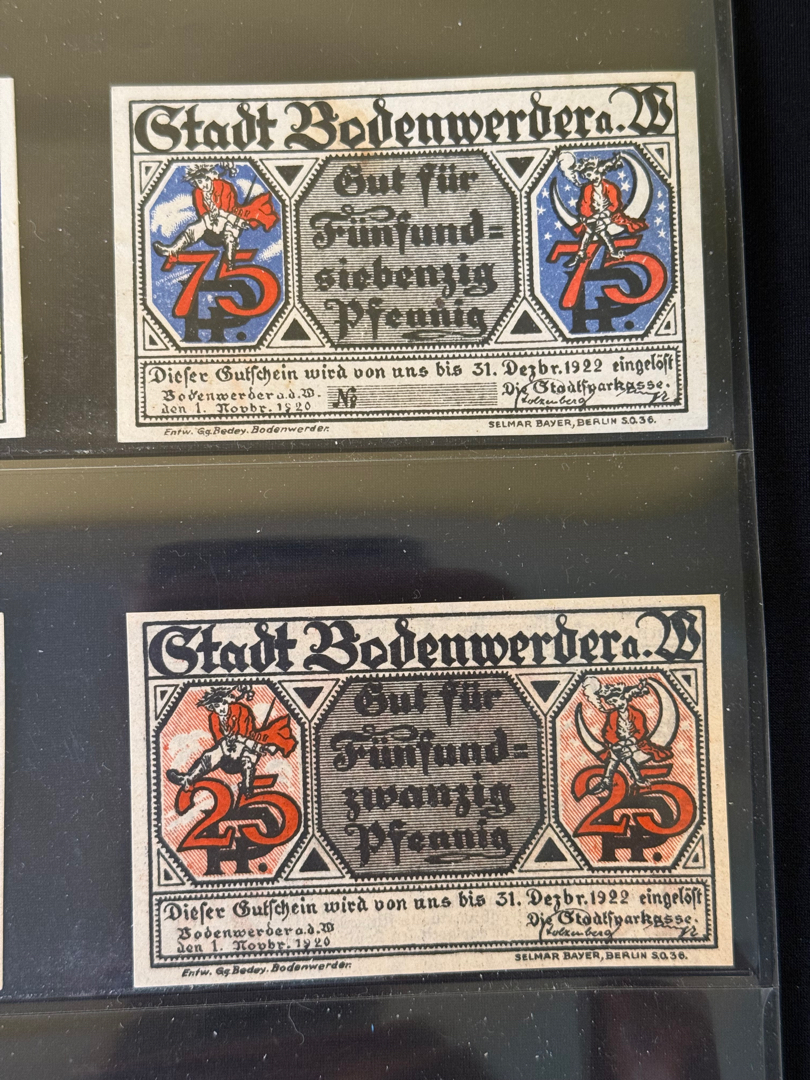 Stadt Bodenwerder a. W
Gut für
Fünfund=
siebenzig
Pfennig
75
Pf.
75
Pf.
Dieser Gutschein wird von uns bis 31. Dezbr. 1922 eingelöst
Bodenwerder a.d.W.
den 1. Novbr. 1920
№
Die Stadtsparkasse.
Entw. Gg. Bedey. Bodenwerder.
SELMAR BAYER, BERLIN S.O. 36.
Stadt Bodenwerder a. W
Gut für
Fünfund=
zwanzig
Pfennig
25
Pf.
25
Pf.
Dieser Gutschein wird von uns bis 31. Dezbr. 1922 eingelöst
Bodenwerder a.d.W
den 1. Novbr. 1920
Die Stadtsparkasse.
Entw. Gg. Bedey. Bodenwerder.
SELMAR BAYER, BERLIN S.O. 36.